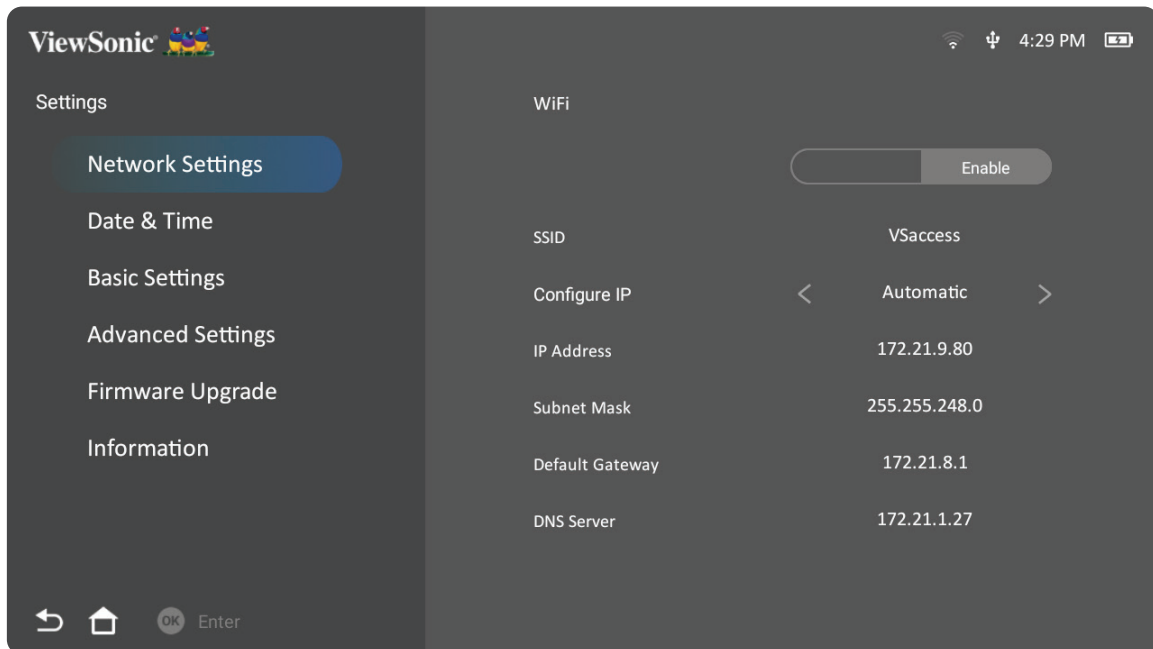 ViewSonic®
4:29 PM
Settings
Network Settings
Date & Time
Basic Settings
Advanced Settings
Firmware Upgrade
Information
OK Enter
WiFi
Enable
SSID VSaccess
Configure IP < Automatic >
IP Address 172.21.9.80
Subnet Mask 255.255.248.0
Default Gateway 172.21.8.1
DNS Server 172.21.1.27